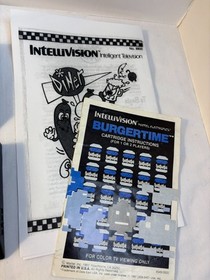 INTELLIVISION
Intelligent Television
Diner
INTELLIVISION
BURGERTIME
CARTRIDGE INSTRUCTIONS
(FOR 1 OR 2 PLAYERS)
FOR COLOR TV VIEWING ONLY
PRINTED IN U.S.A.